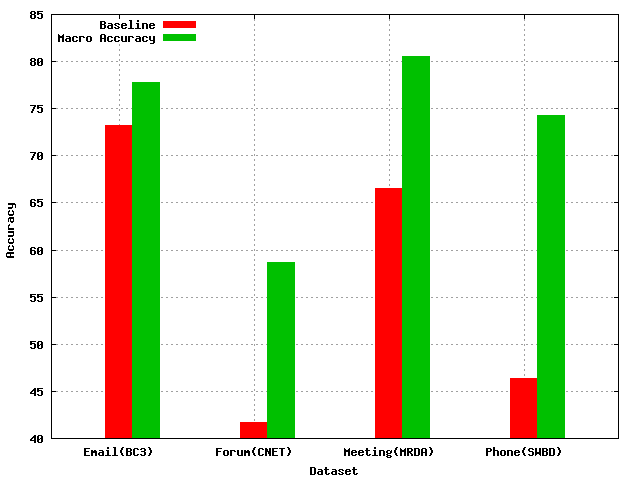 Baseline
Macro Accuracy
85
80
75
70
65
60
55
50
45
40
Accuracy
Email(BC3) Forum(CNET) Meeting(MRDA) Phone(SWBD)
Dataset